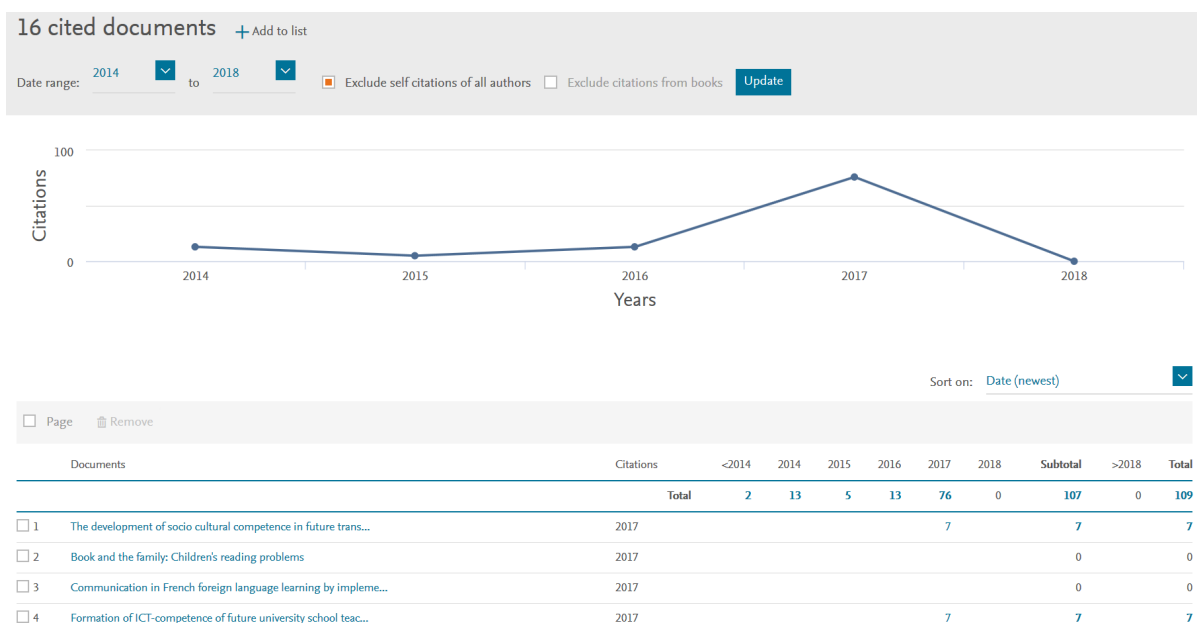 16 cited documents + Add to list
Date range: 2014 to 2018 Exclude self citations of all authors Exclude citations from books Update
100
Citations
0
2014 2015 2016 2017 2018
Years
Sort on: Date (newest)
Page Remove
Documents Citations <2014 2014 2015 2016 2017 2018 Subtotal >2018 Total
Total 2 13 5 13 76 0 107 0 109
1 The development of socio cultural competence in future trans... 2017 7 7 7
2 Book and the family: Children's reading problems 2017 0 0
3 Communication in French foreign language learning by impleme... 2017 0 0
4 Formation of ICT-competence of future university school teac... 2017 7 7 7